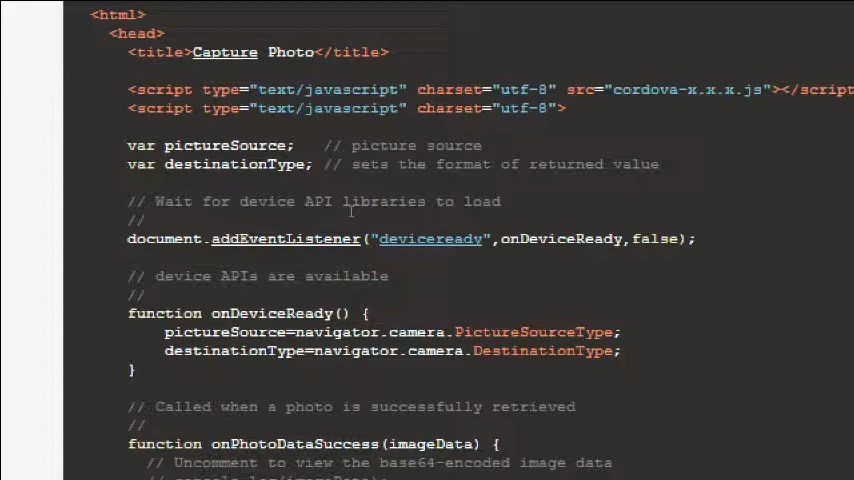 <html>
<head>
<title>Capture Photo</title>
<script type="text/javascript" charset="utf-8" src="cordova-x.x.x.js"></script
<script type="text/javascript" charset="utf-8">
var pictureSource;   // picture source
var destinationType; // sets the format of returned value
// Wait for device API libraries to load
//
document.addEventListener("deviceready",onDeviceReady,false);
// device APIs are available
//
function onDeviceReady() {
pictureSource=navigator.camera.PictureSourceType;
destinationType=navigator.camera.DestinationType;
}
// Called when a photo is successfully retrieved
//
function onPhotoDataSuccess(imageData) {
// Uncomment to view the base64-encoded image data
// console.log(imageData);